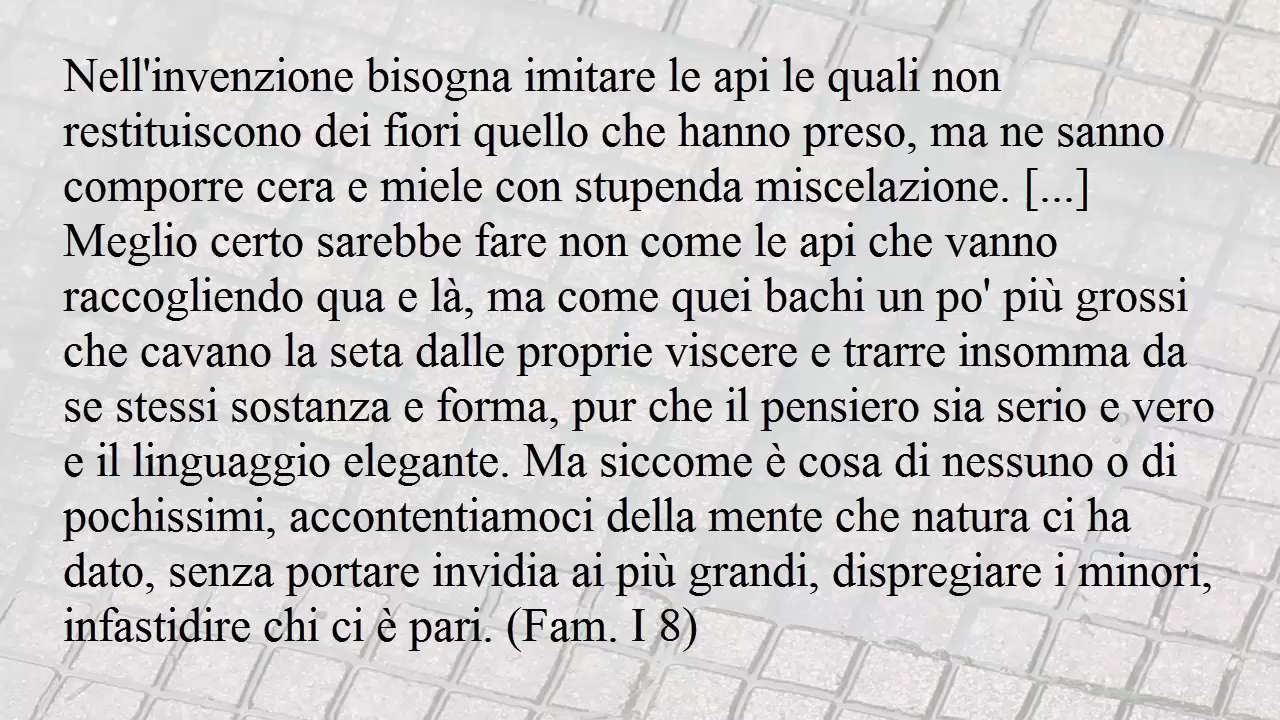 Nell'invenzione bisogna imitare le api le quali non
restituiscono dei fiori quello che hanno preso, ma ne sanno
comporre cera e miele con stupenda miscelazione. [...]
Meglio certo sarebbe fare non come le api che vanno
raccogliendo qua e là, ma come quei bachi un po' più grossi
che cavano la seta dalle proprie viscere e trarre insomma da
se stessi sostanza e forma, pur che il pensiero sia serio e vero
e il linguaggio elegante. Ma siccome è cosa di nessuno o di
pochissimi, accontentiamoci della mente che natura ci ha
dato, senza portare invidia ai più grandi, dispregiare i minori,
infastidire chi ci è pari. (Fam. I 8)